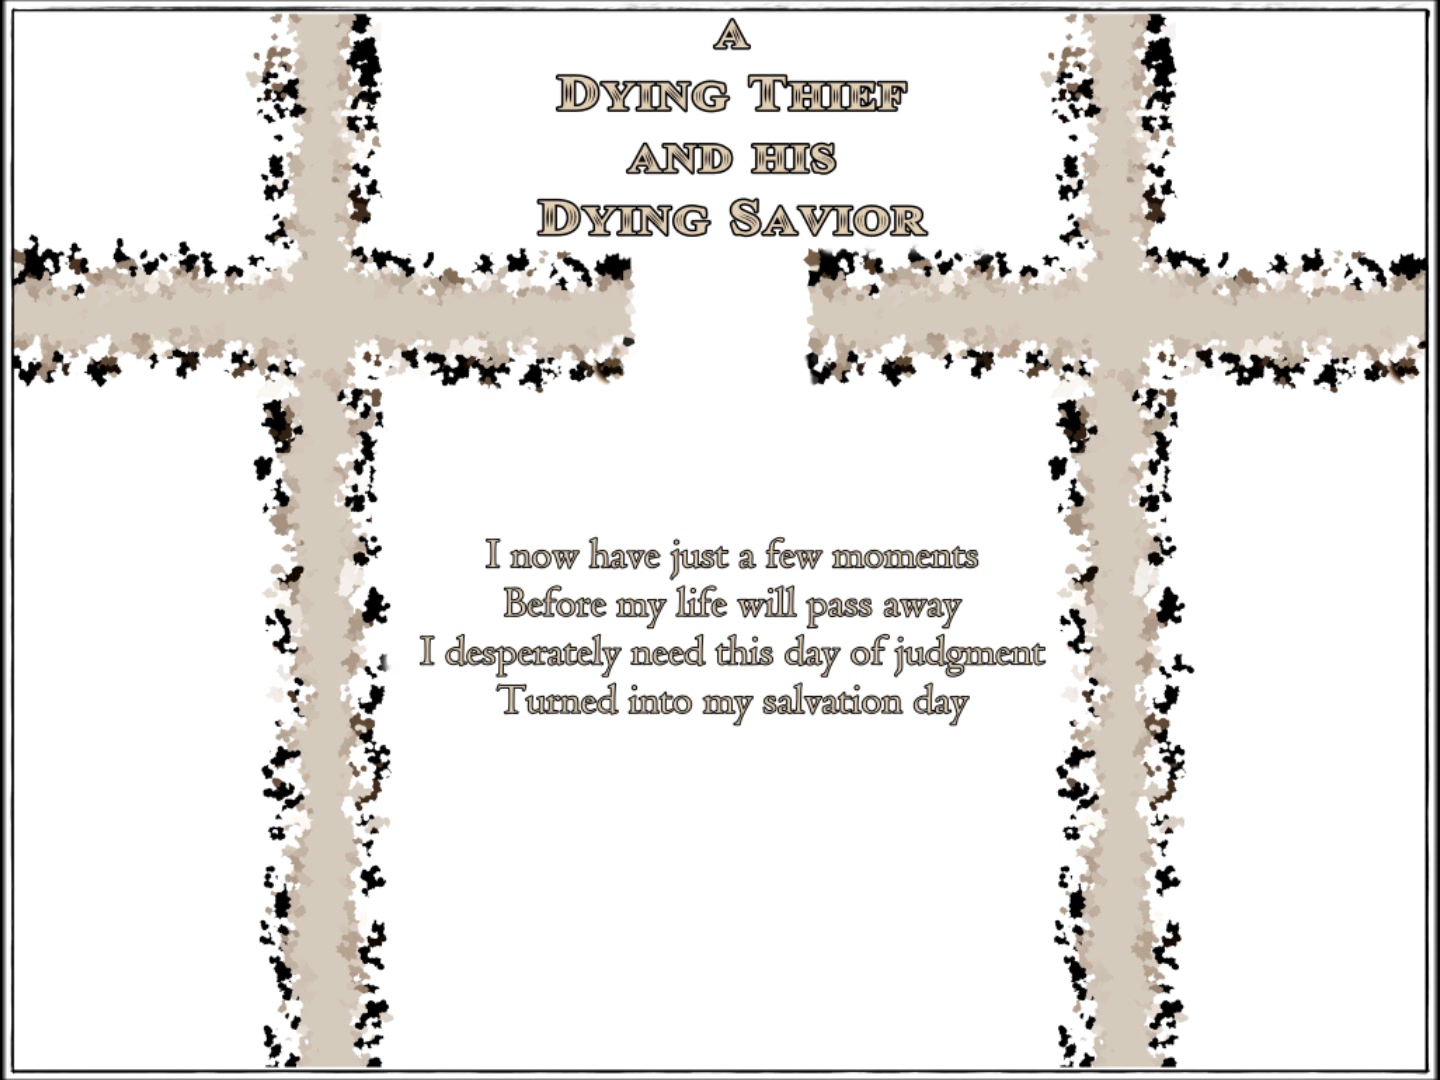 A
Dying Thief
and his
Dying Savior
I now have just a few moments
Before my life will pass away
I desperately need this day of judgment
Turned into my salvation day